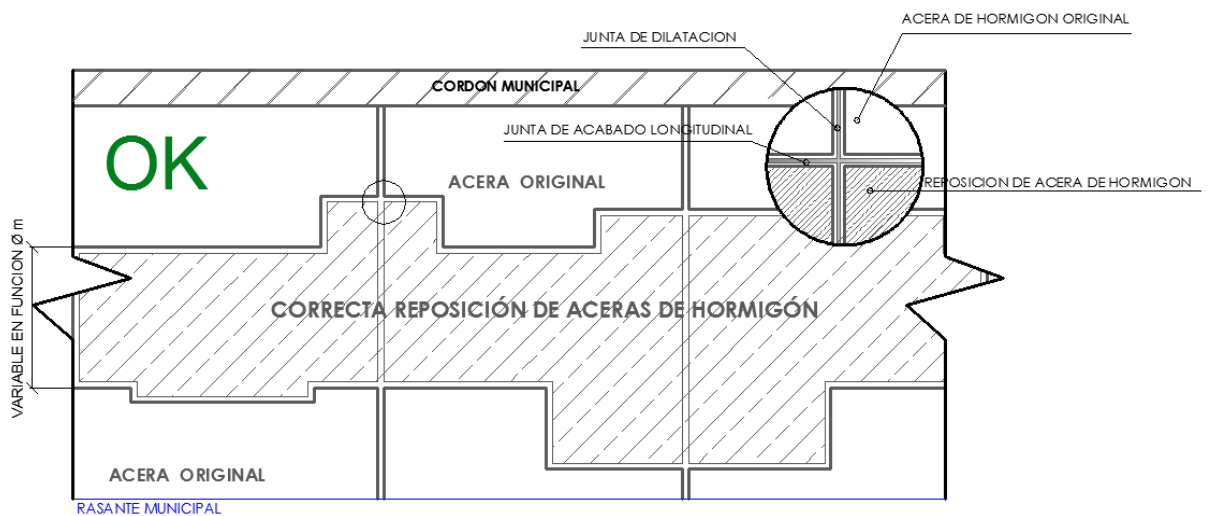 ACERA DE HORMIGON ORIGINAL
JUNTA DE DILATACION
CORDON MUNICIPAL
JUNTA DE ACABADO LONGITUDINAL
OK
ACERA ORIGINAL
REPOSICION DE ACERA DE HORMIGON
VARIABLE EN FUNCION Ø m
CORRECTA REPOSICIÓN DE ACERAS DE HORMIGÓN
ACERA ORIGINAL
RASANTE MUNICIPAL